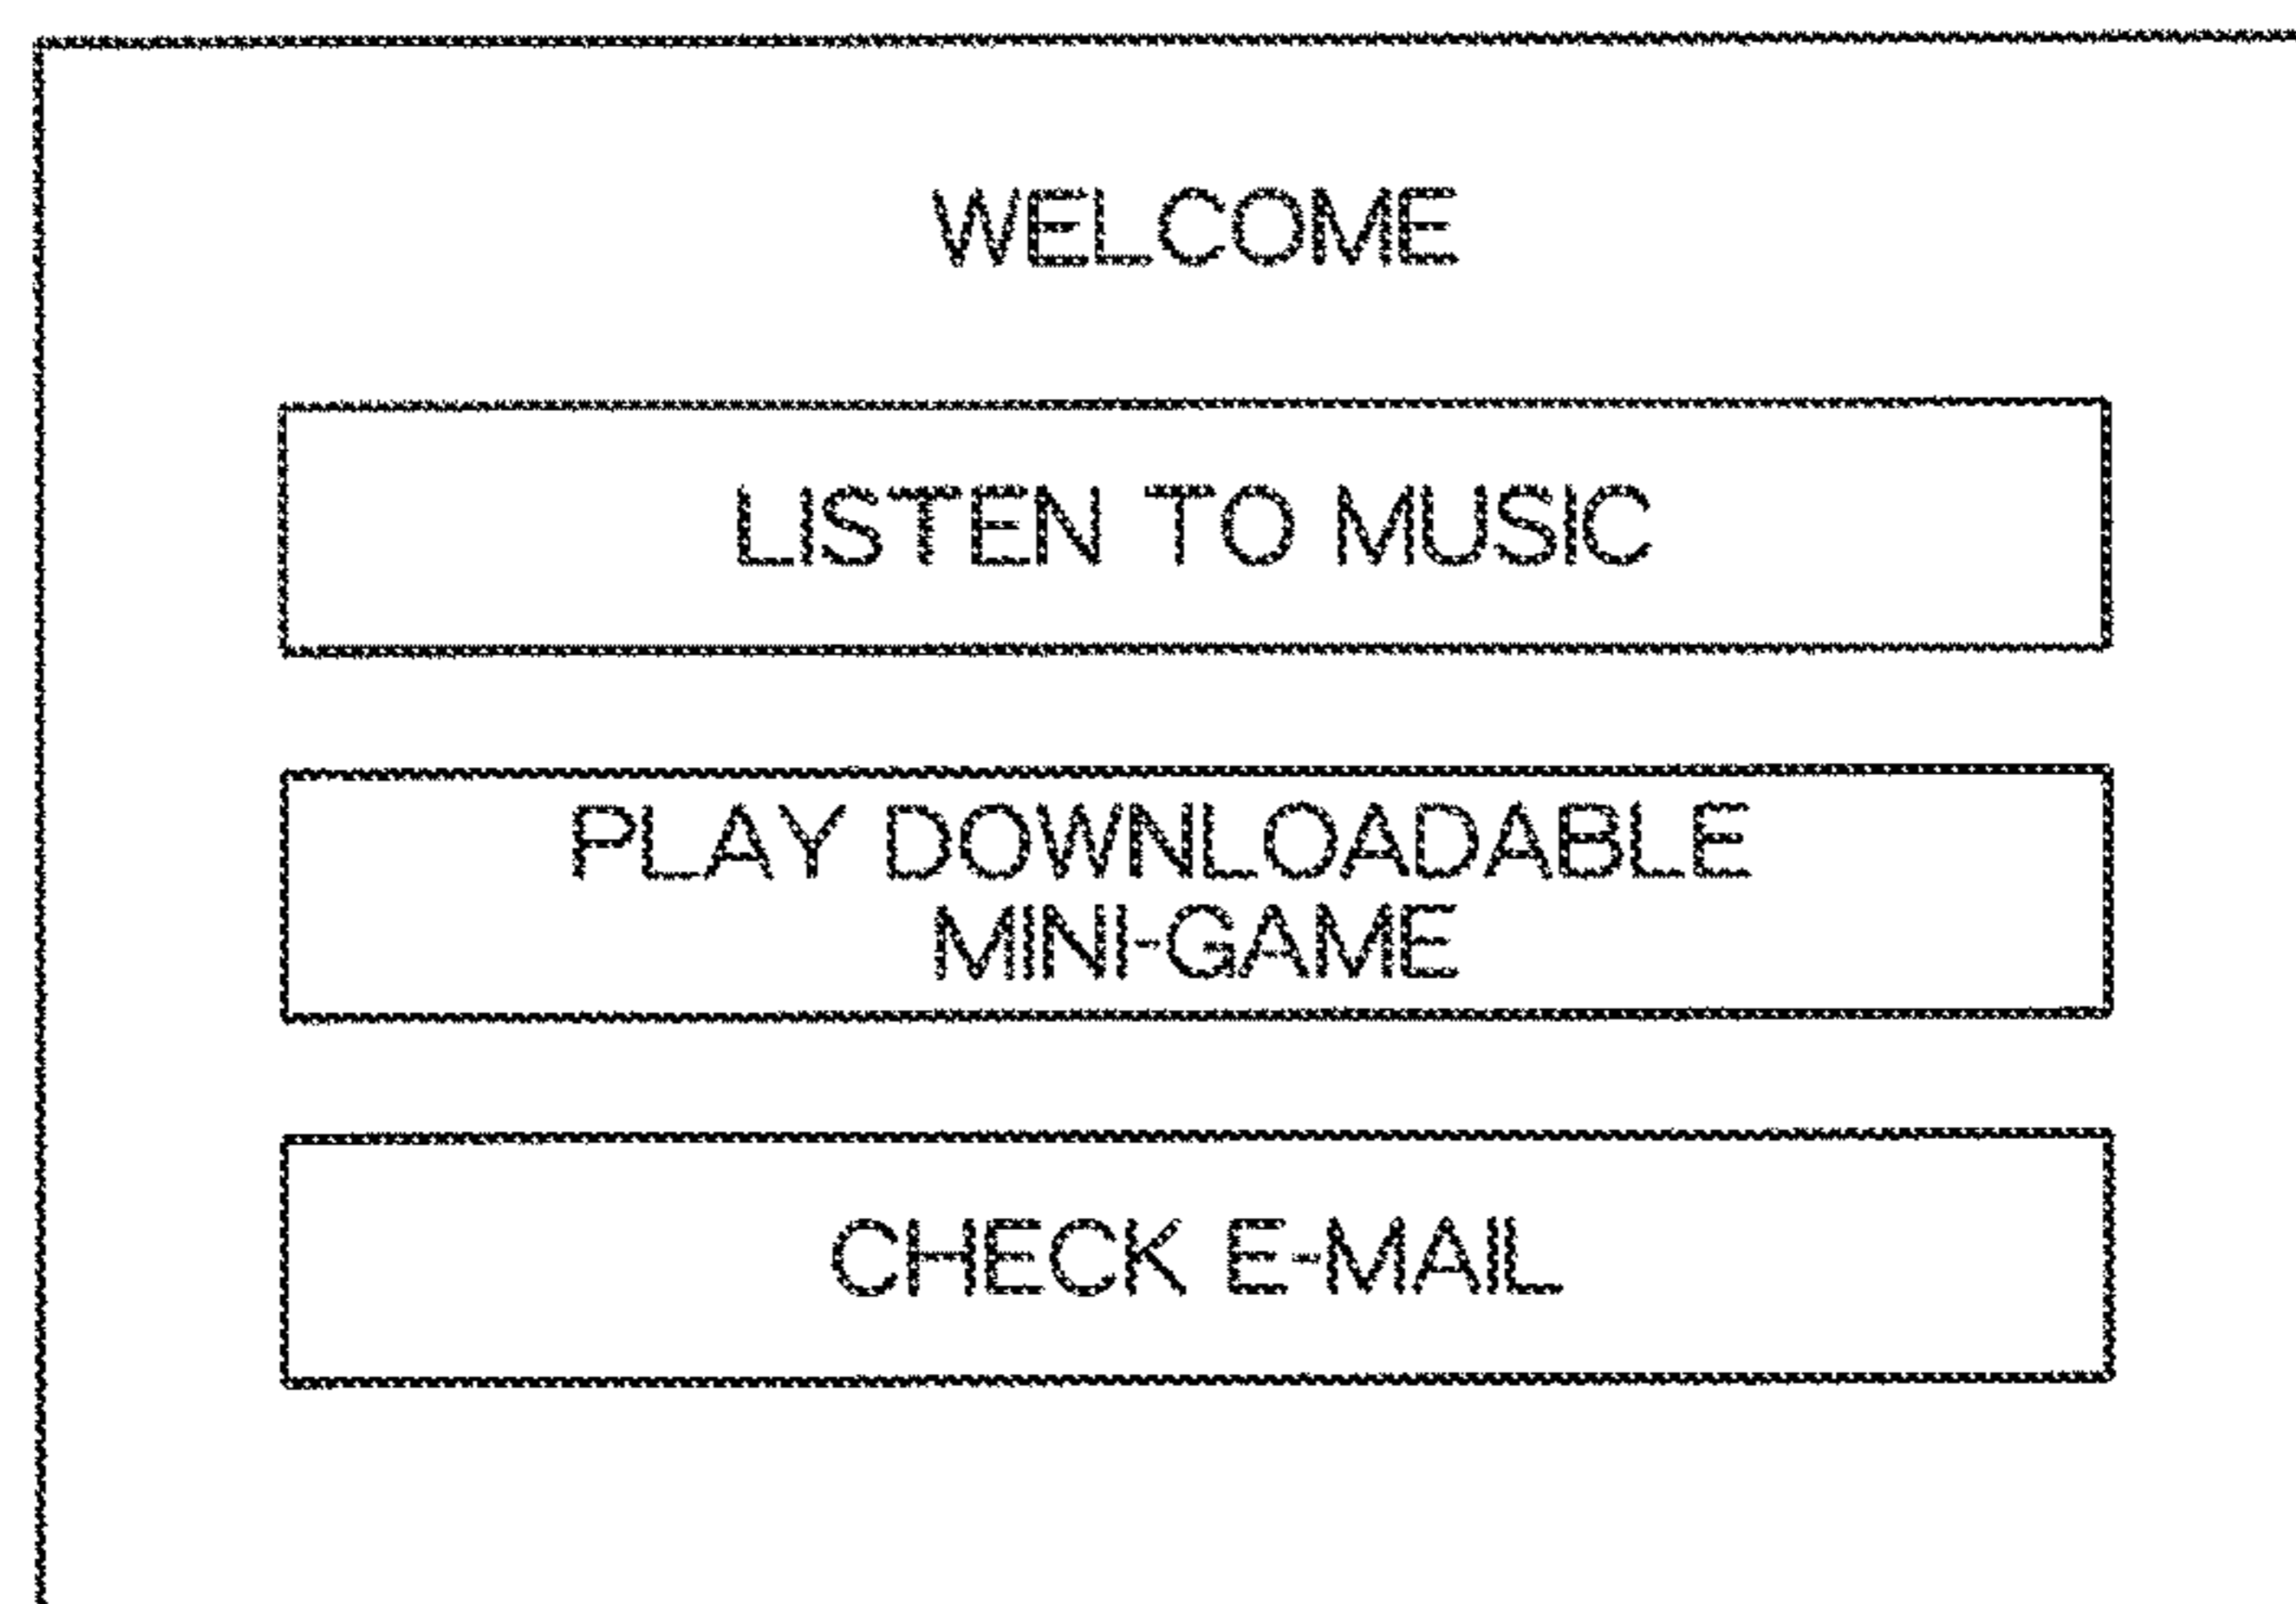 WELCOME
LISTEN TO MUSIC
PLAY DOWNLOADABLE
MINI-GAME
CHECK E-MAIL